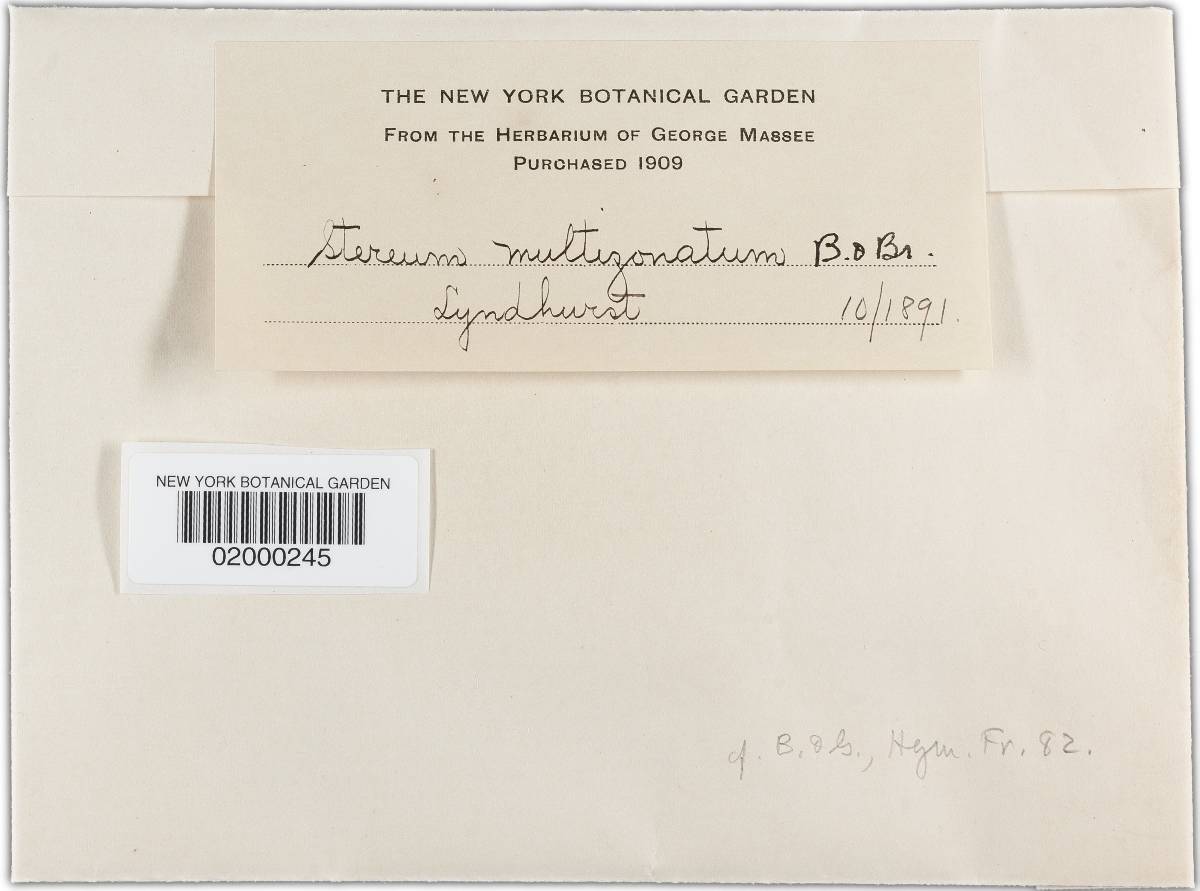 THE NEW YORK BOTANICAL GARDEN
FROM THE HERBARIUM OF GEORGE MASSEE
PURCHASED 1909
Stereum multizonatum B. & Br.
Lyndhurst 10/1891.
NEW YORK BOTANICAL GARDEN
02000245
cf. B. & G., Hym. Fr. 82.